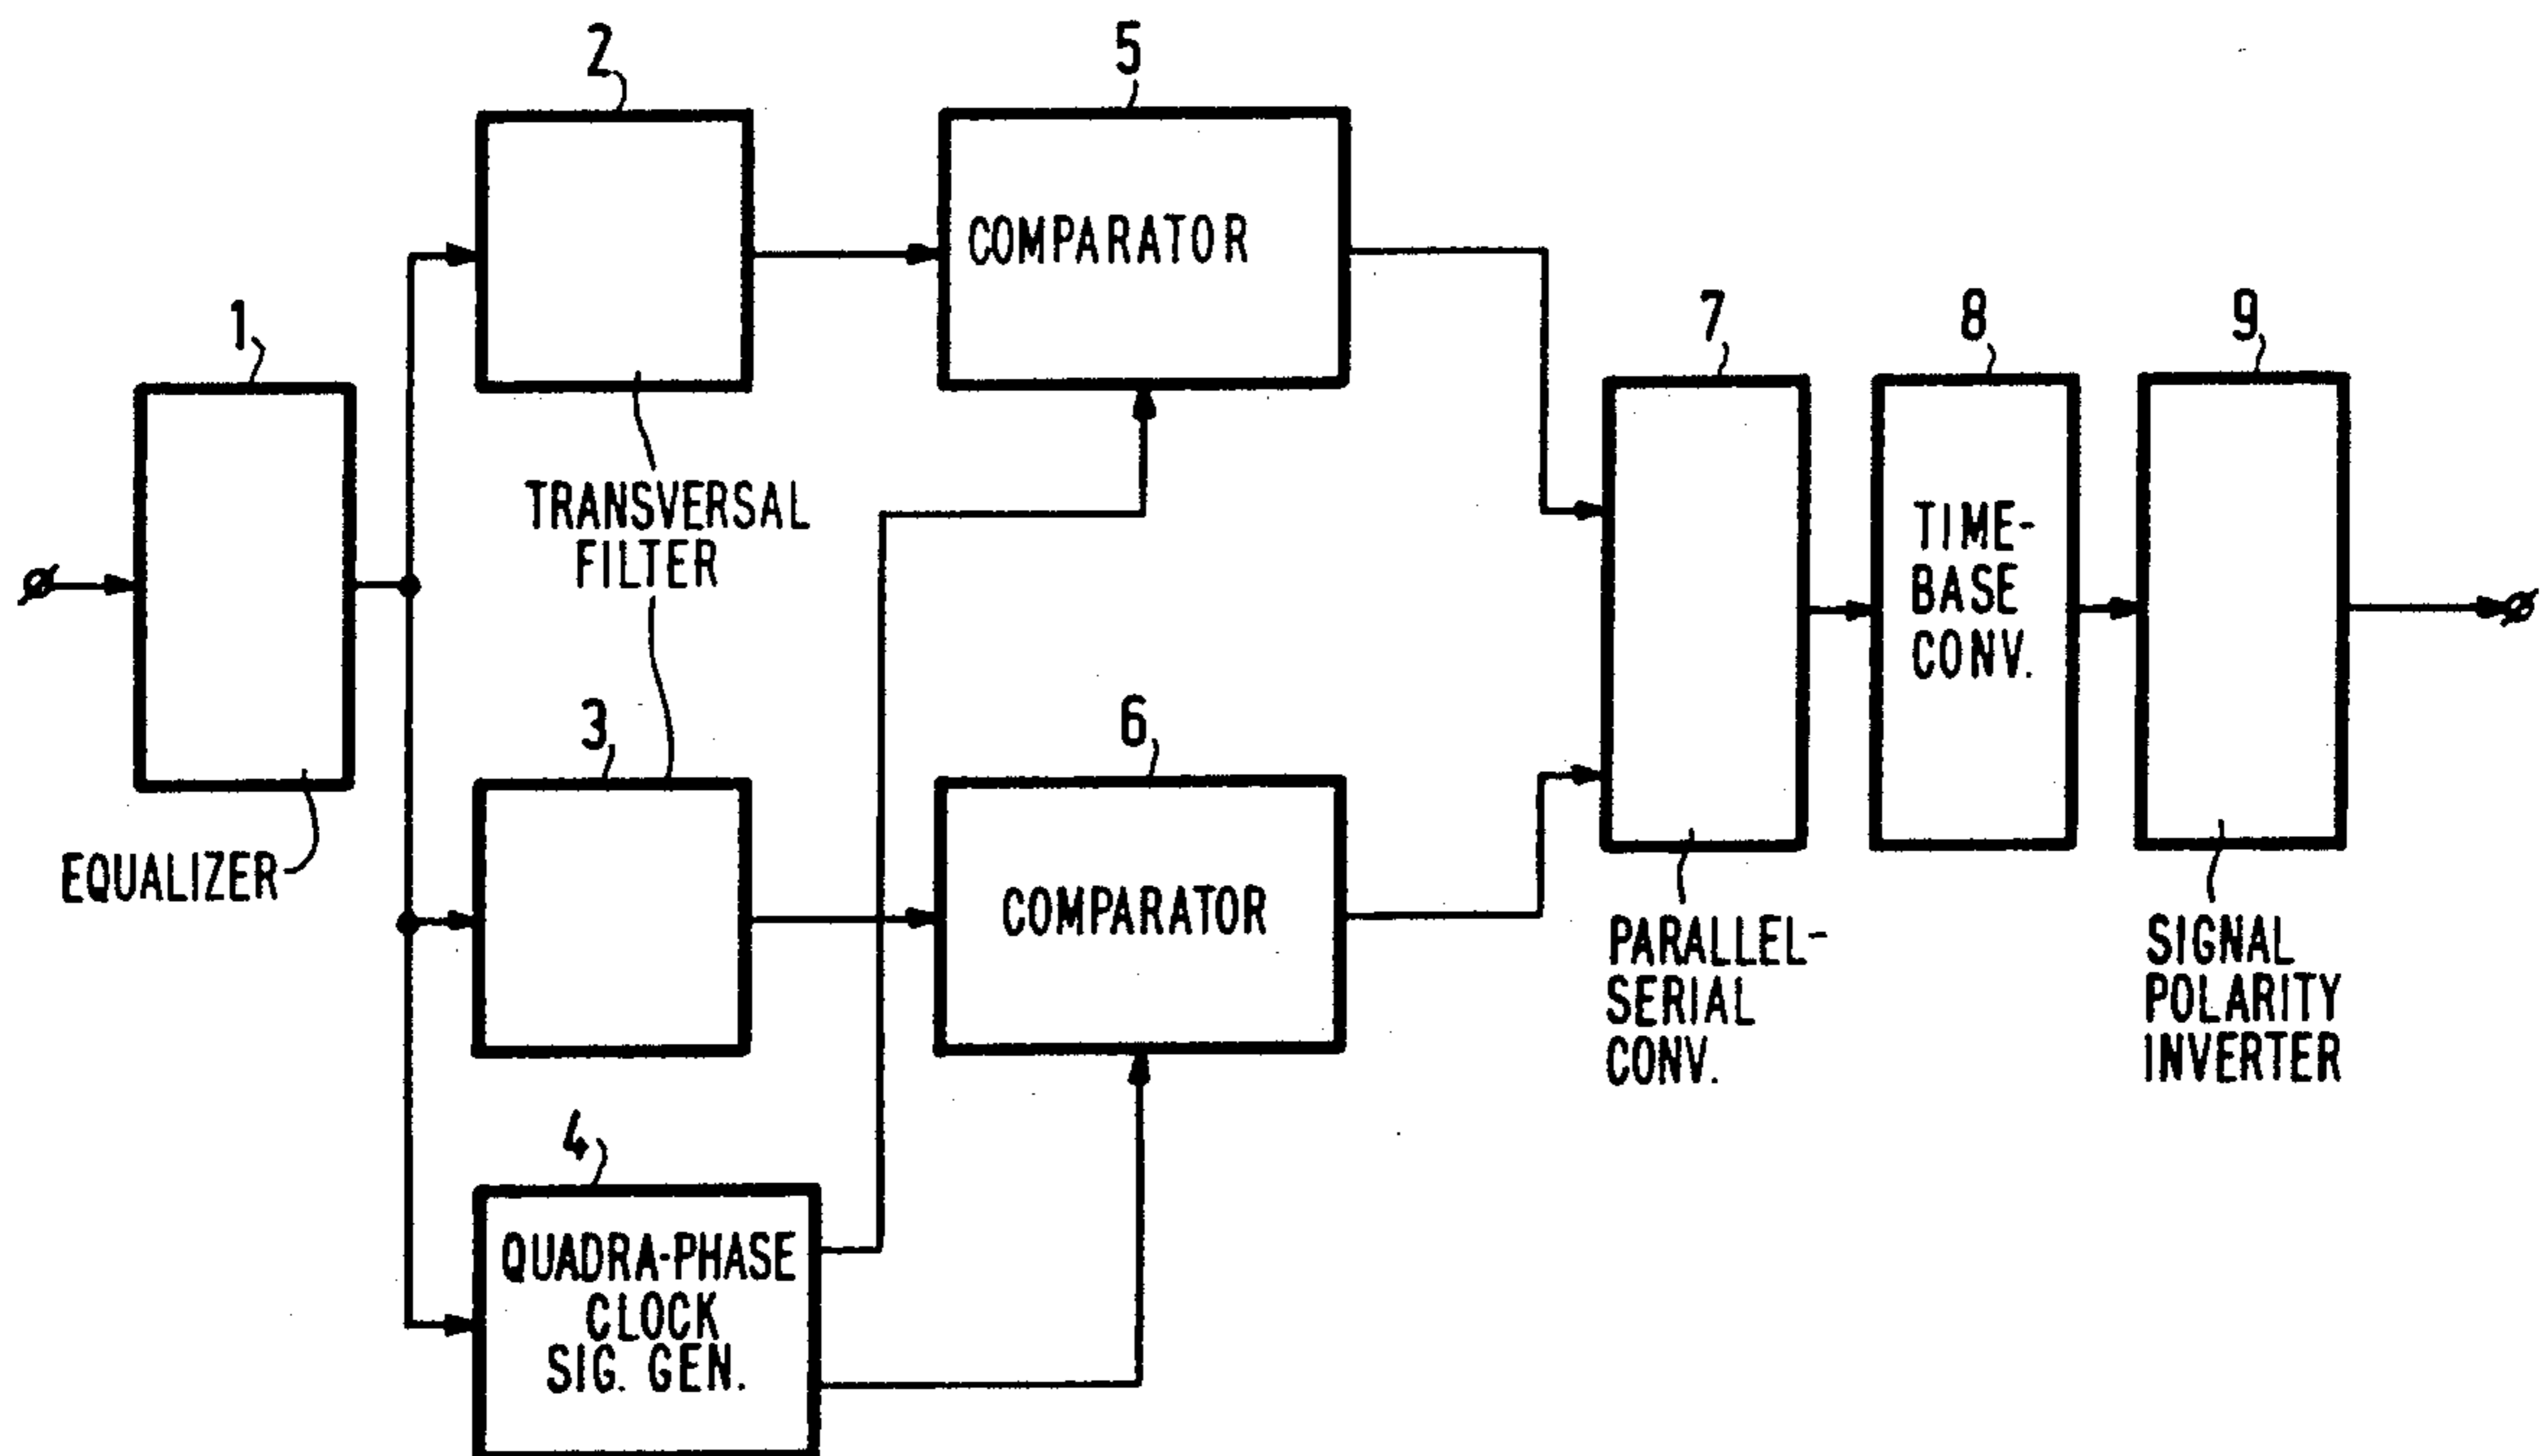 2
5
COMPARATOR
1
TRANSVERSAL
FILTER
7
8
9
TIME-
BASE
CONV.
3
6
EQUALIZER
COMPARATOR
PARALLEL-
SERIAL
CONV.
SIGNAL
POLARITY
INVERTER
4
QUADRA-PHASE
CLOCK
SIG. GEN.